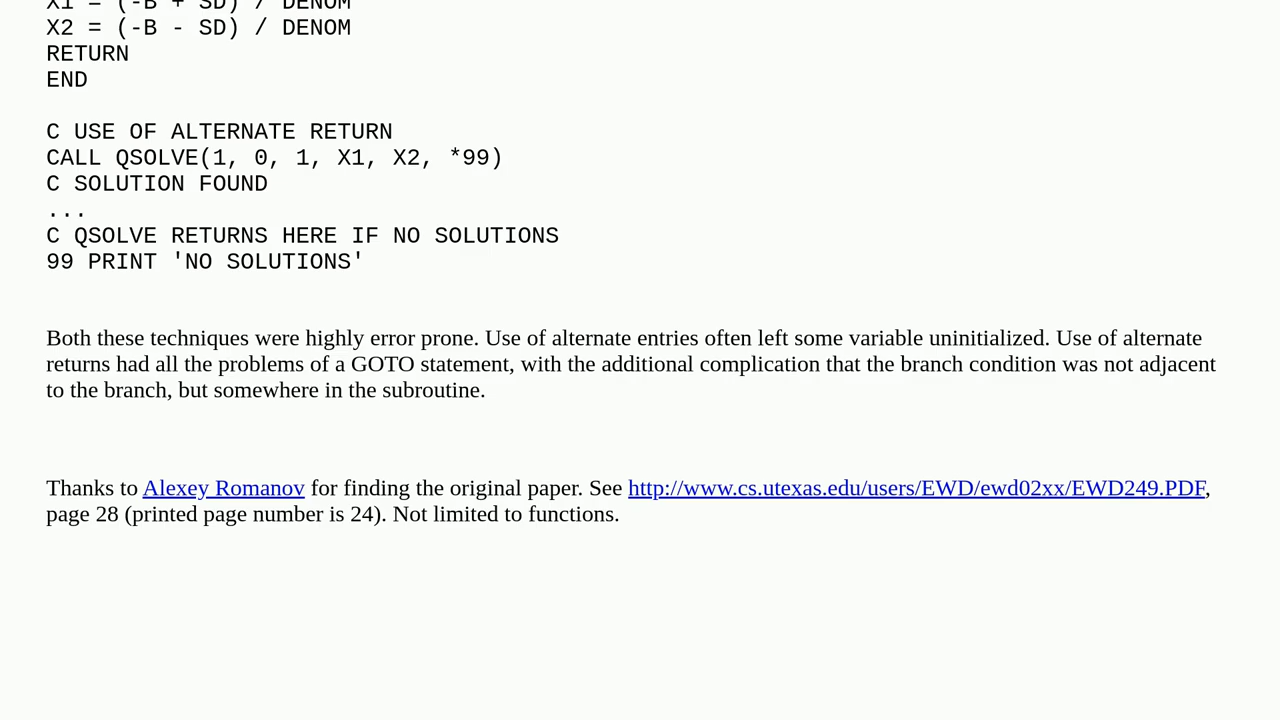 X1 = (-B + SD) / DENOM
X2 = (-B - SD) / DENOM
RETURN
END
C USE OF ALTERNATE RETURN
CALL QSOLVE(1, 0, 1, X1, X2, *99)
C SOLUTION FOUND
...
C QSOLVE RETURNS HERE IF NO SOLUTIONS
99 PRINT 'NO SOLUTIONS'
Both these techniques were highly error prone. Use of alternate entries often left some variable uninitialized. Use of alternate
returns had all the problems of a GOTO statement, with the additional complication that the branch condition was not adjacent
to the branch, but somewhere in the subroutine.
Thanks to Alexey Romanov for finding the original paper. See http://www.cs.utexas.edu/users/EWD/ewd02xx/EWD249.PDF,
page 28 (printed page number is 24). Not limited to functions.